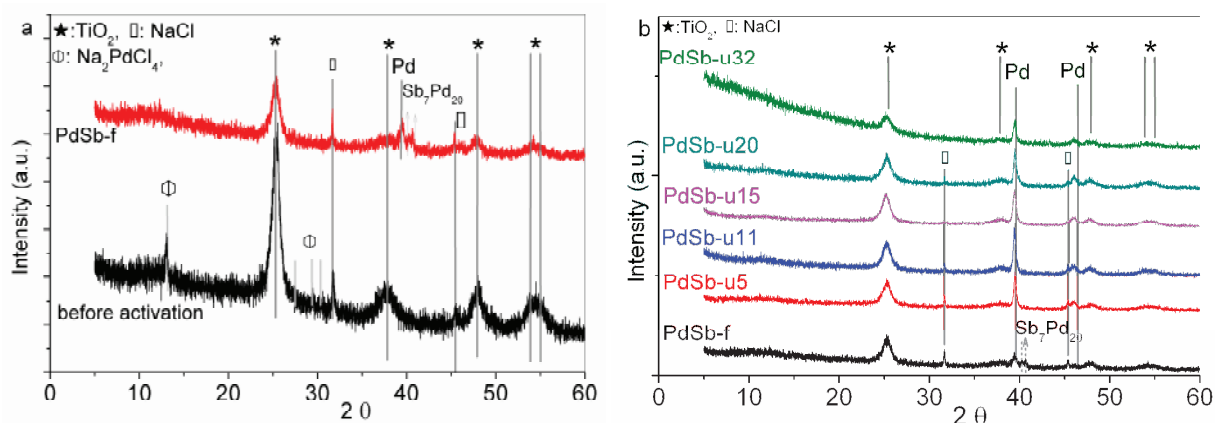 a
★:TiO₂, ▯: NaCl
⏀: Na₂PdCl₄,
*
*
*
*
▯
Pd
Sb₇Pd₂₀
▯
PdSb-f
⏀
⏀
before activation
Intensity (a.u.)
0 10 20 30 40 50 60
2 θ
b
★:TiO₂, ▯: NaCl
*
*
*
*
PdSb-u32
Pd
Pd
PdSb-u20
▯
▯
PdSb-u15
PdSb-u11
PdSb-u5
Sb₇Pd₂₀
PdSb-f
Intensity (a.u.)
0 10 20 30 40 50 60
2 θ